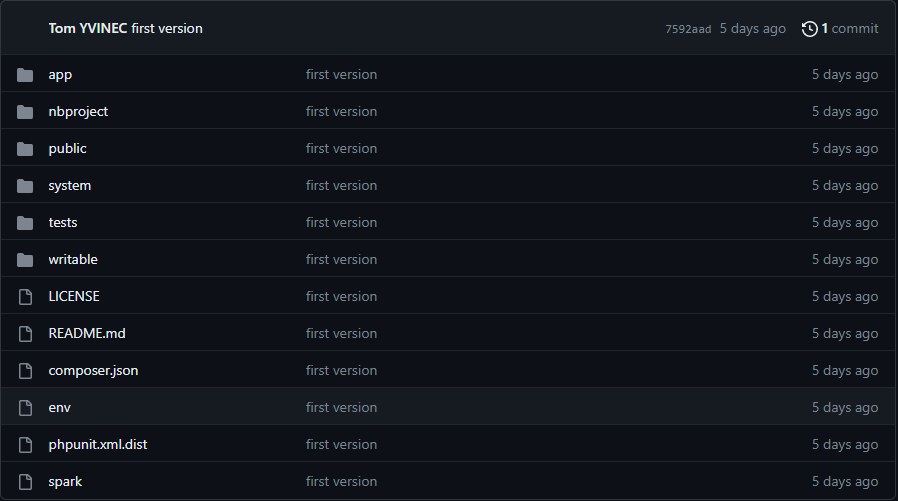 Tom YVINEC first version 7592aad 5 days ago 1 commit
app first version 5 days ago
nbproject first version 5 days ago
public first version 5 days ago
system first version 5 days ago
tests first version 5 days ago
writable first version 5 days ago
LICENSE first version 5 days ago
README.md first version 5 days ago
composer.json first version 5 days ago
env first version 5 days ago
phpunit.xml.dist first version 5 days ago
spark first version 5 days ago